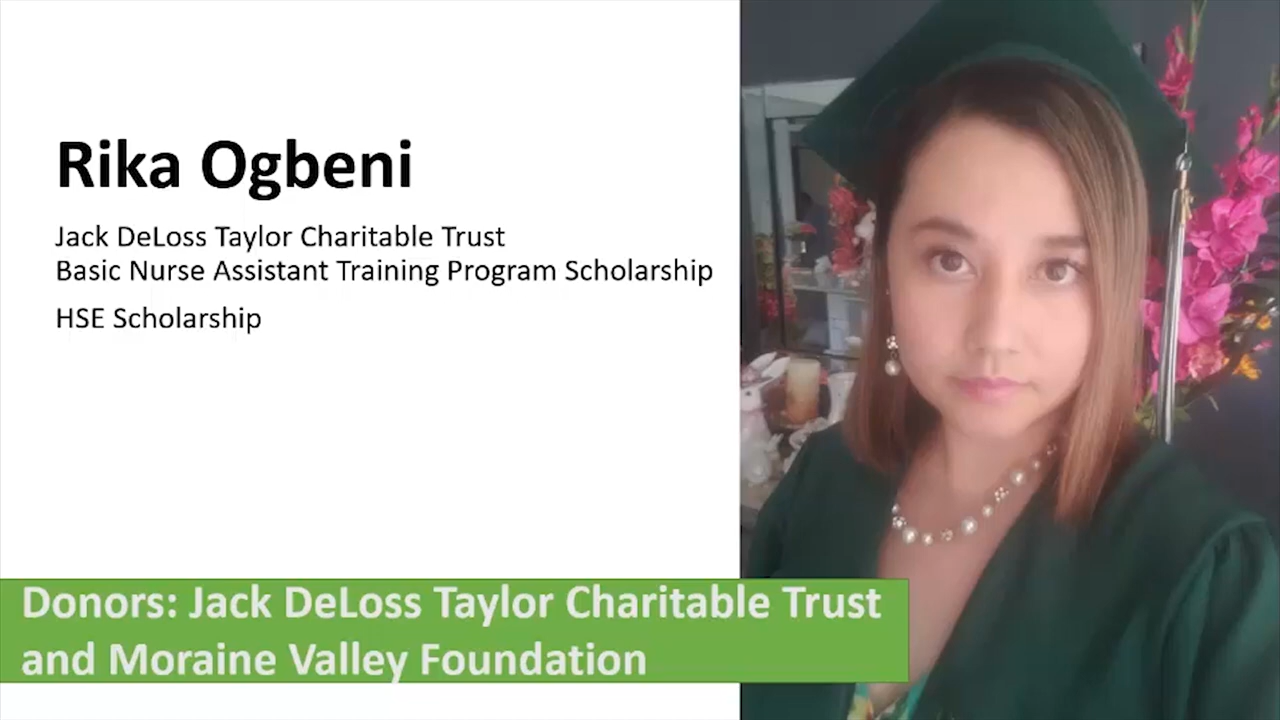 Rika Ogbeni
Jack DeLoss Taylor Charitable Trust
Basic Nurse Assistant Training Program Scholarship
HSE Scholarship
Donors: Jack DeLoss Taylor Charitable Trust
and Moraine Valley Foundation